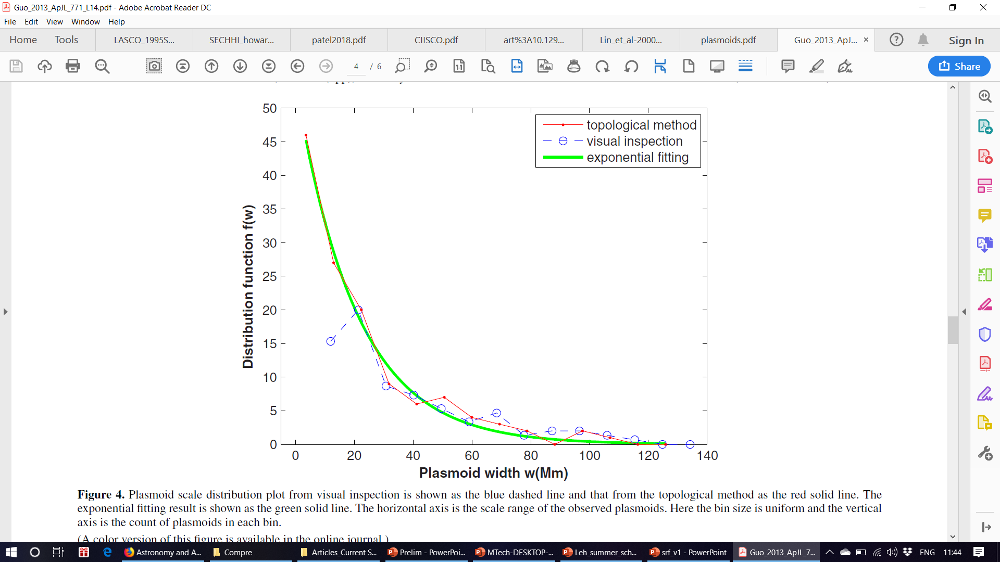 Guo_2013_ApJL_771_L14.pdf - Adobe Acrobat Reader DC
File Edit View Window Help
Home Tools LASCO_1995S... SECHHI_howar... patel2018.pdf CIISCO.pdf art%3A10.129... Lin_et_al-2000... plasmoids.pdf Guo_2013_ApJ... Sign In
4 / 6 Share
50
45
40
35
30
25
20
15
10
5
0
Distribution function f(w)
topological method
visual inspection
exponential fitting
0 20 40 60 80 100 120 140
Plasmoid width w(Mm)
Figure 4. Plasmoid scale distribution plot from visual inspection is shown as the blue dashed line and that from the topological method as the red solid line. The
exponential fitting result is shown as the green solid line. The horizontal axis is the scale range of the observed plasmoids. Here the bin size is uniform and the vertical
axis is the count of plasmoids in each bin.
(A color version of this figure is available in the online journal.)
Astronomy and A... Compre Articles_Current S... Prelim - PowerPoi... MTech-DESKTOP-... Leh_summer_sch... srf_v1 - PowerPoint Guo_2013_ApJL_7... ENG 11:44